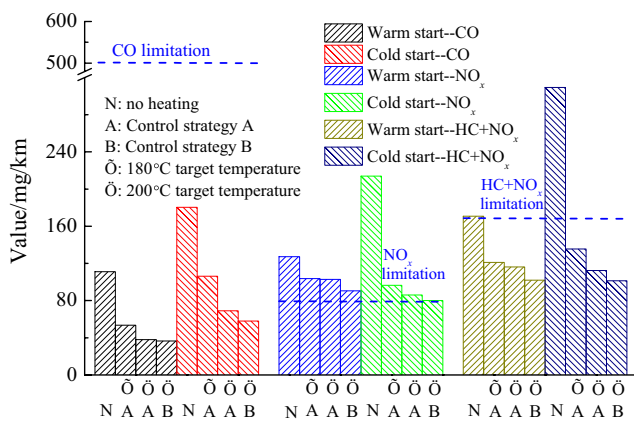 600
500
240
160
80
0
Value/mg/km
CO limitation
N: no heating
A: Control strategy A
B: Control strategy B
Õ: 180°C target temperature
Ö: 200°C target temperature
Warm start--CO
Cold start--CO
Warm start--NOx
Cold start--NOx
Warm start--HC+NOx
Cold start--HC+NOx
HC+NOx
limitation
NOx
limitation
Õ Ö Ö Õ Ö Ö Õ Ö Ö Õ Ö Ö Õ Ö Ö Õ Ö Ö
N A A B N A A B N A A B N A A B N A A B N A A B